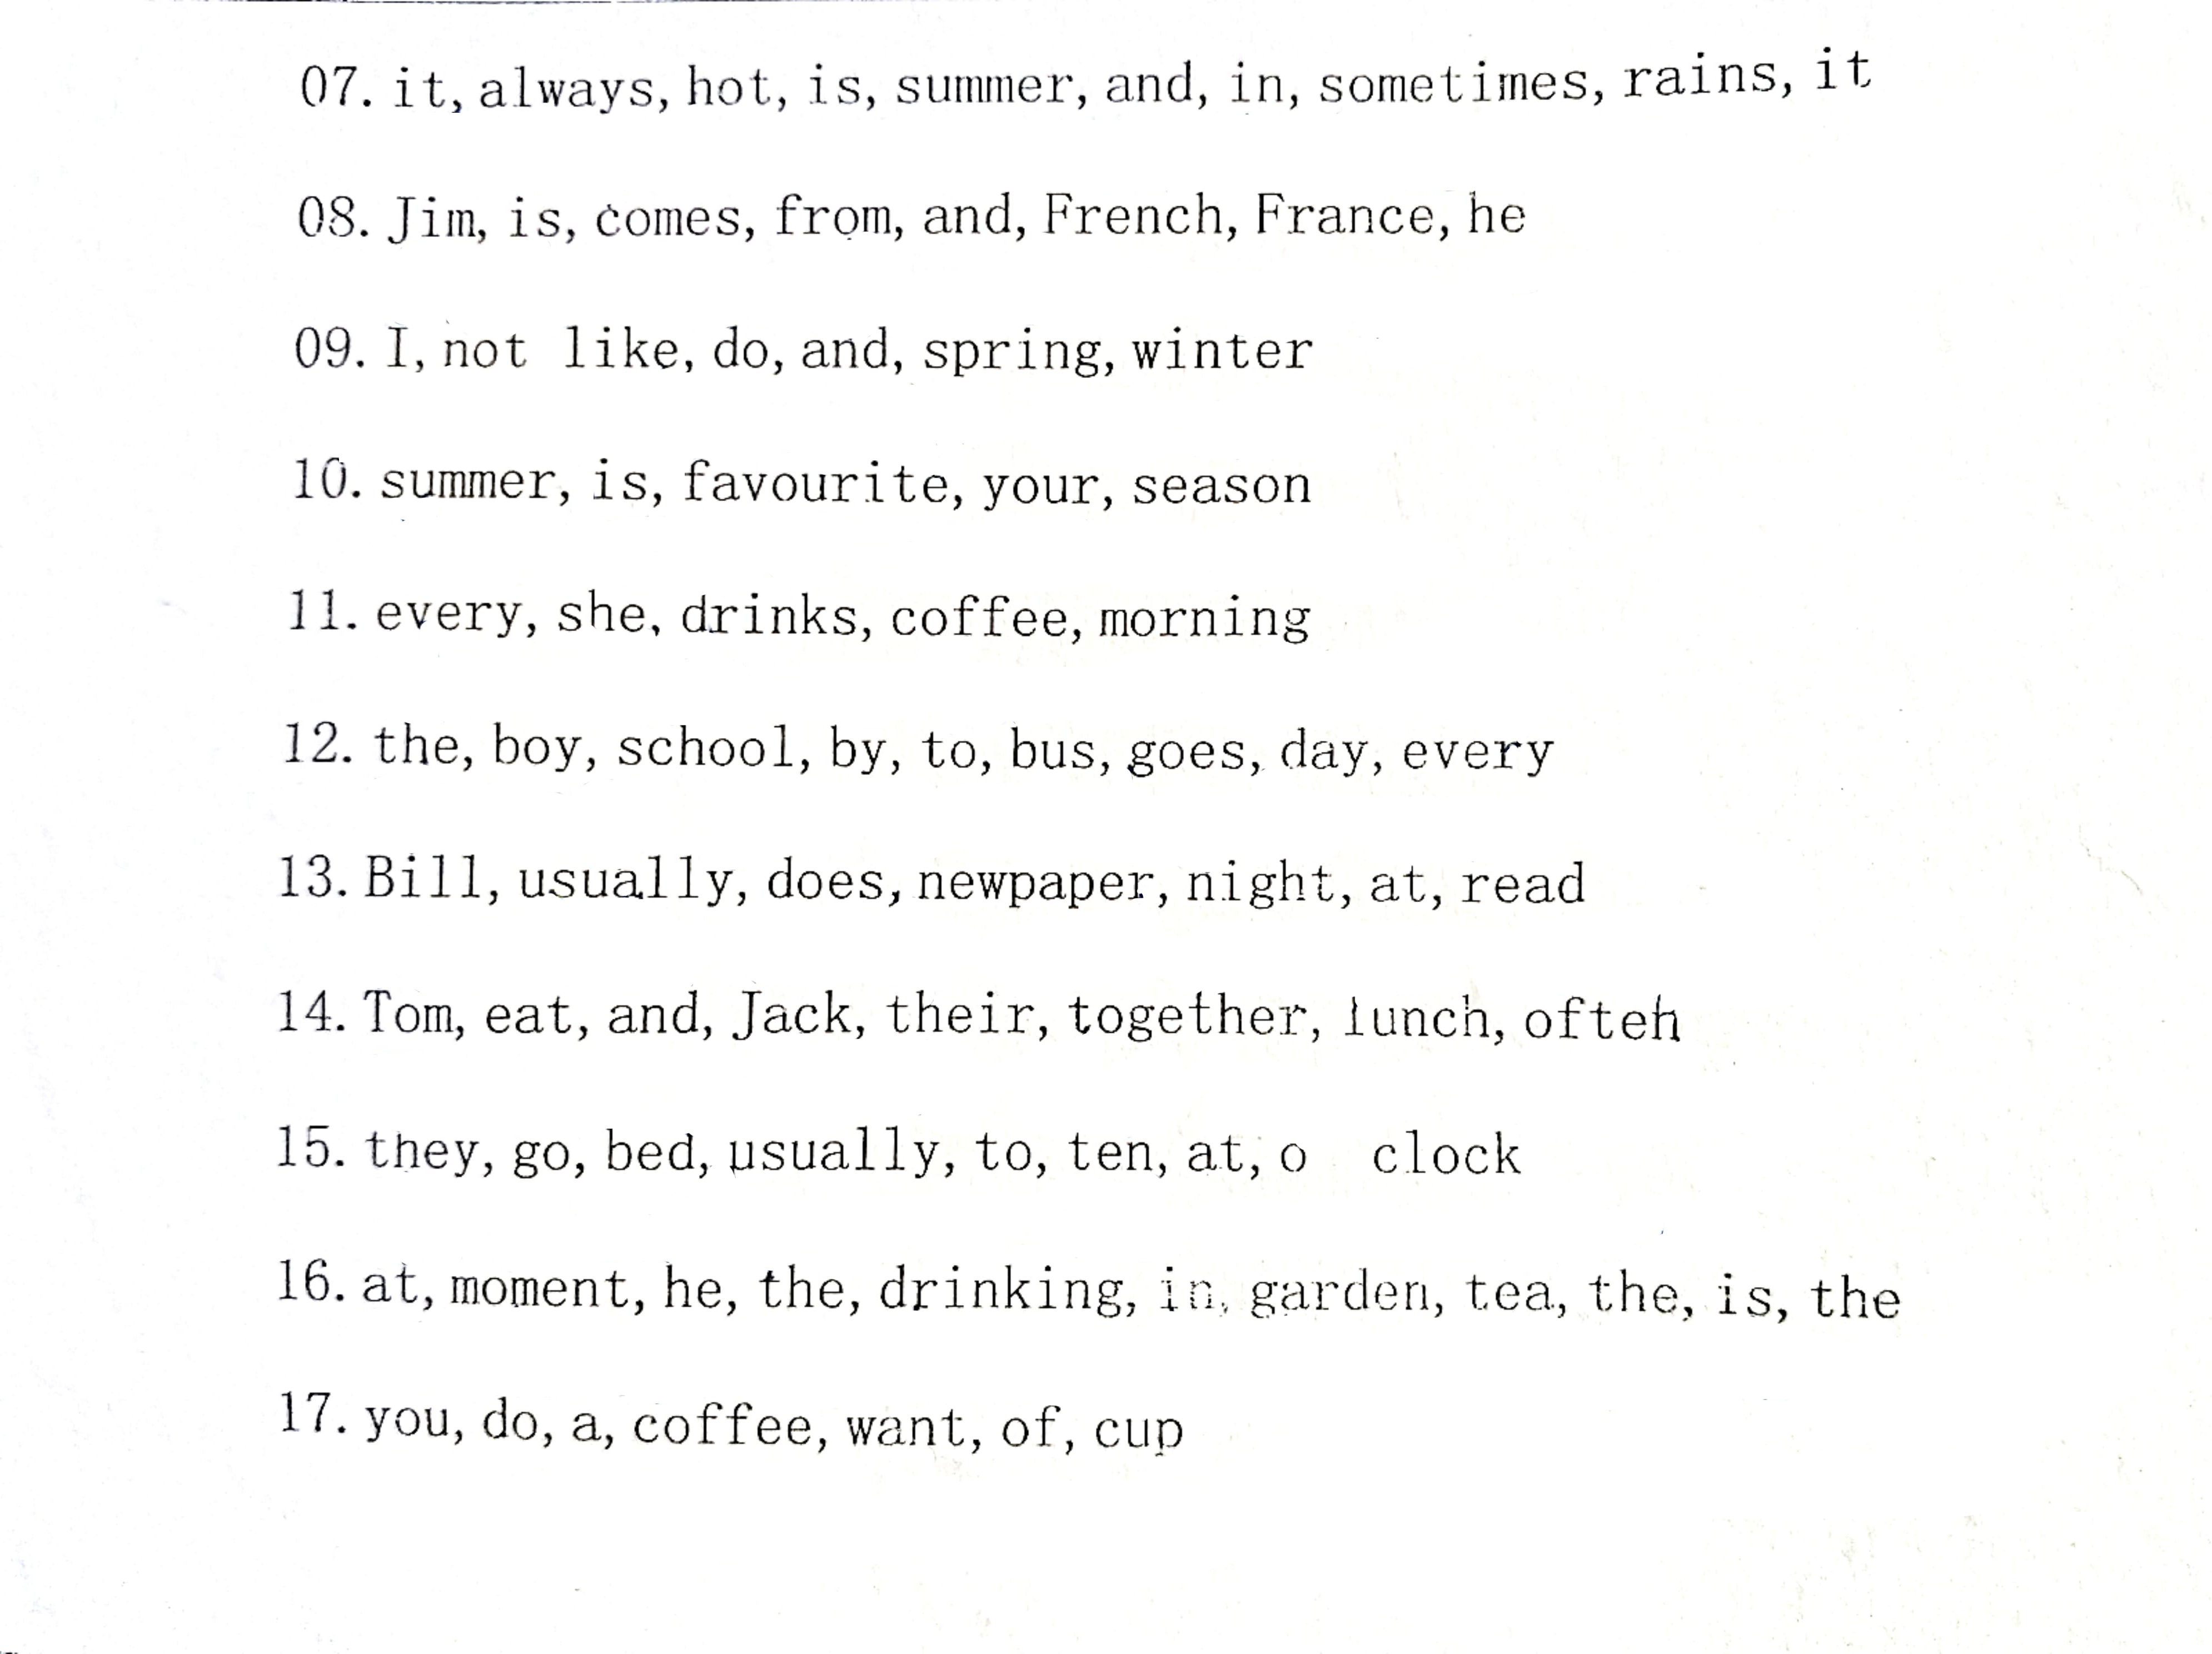 07. it, always, hot, is, summer, and, in, sometimes, rains, it
08. Jim, is, comes, from, and, French, France, he
09. I, not like, do, and, spring, winter
10. summer, is, favourite, your, season
11. every, she, drinks, coffee, morning
12. the, boy, school, by, to, bus, goes, day, every
13. Bill, usually, does, newpaper, night, at, read
14. Tom, eat, and, Jack, their, together, lunch, often
15. they, go, bed, usually, to, ten, at, o clock
16. at, moment, he, the, drinking, in, garden, tea, the, is, the
17. you, do, a, coffee, want, of, cup